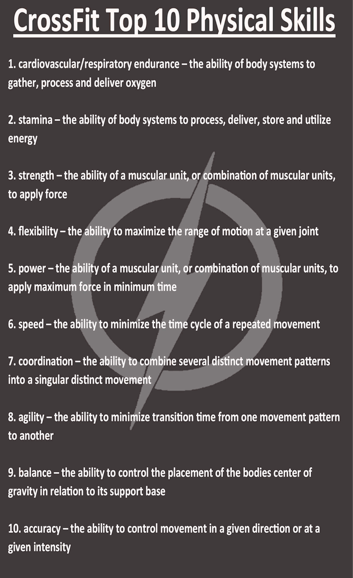 CrossFit Top 10 Physical Skills
1. cardiovascular/respiratory endurance – the ability of body systems to
gather, process and deliver oxygen
2. stamina – the ability of body systems to process, deliver, store and utilize
energy
3. strength – the ability of a muscular unit, or combination of muscular units,
to apply force
4. flexibility – the ability to maximize the range of motion at a given joint
5. power – the ability of a muscular unit, or combination of muscular units, to
apply maximum force in minimum time
6. speed – the ability to minimize the time cycle of a repeated movement
7. coordination – the ability to combine several distinct movement patterns
into a singular distinct movement
8. agility – the ability to minimize transition time from one movement pattern
to another
9. balance – the ability to control the placement of the bodies center of
gravity in relation to its support base
10. accuracy – the ability to control movement in a given direction or at a
given intensity